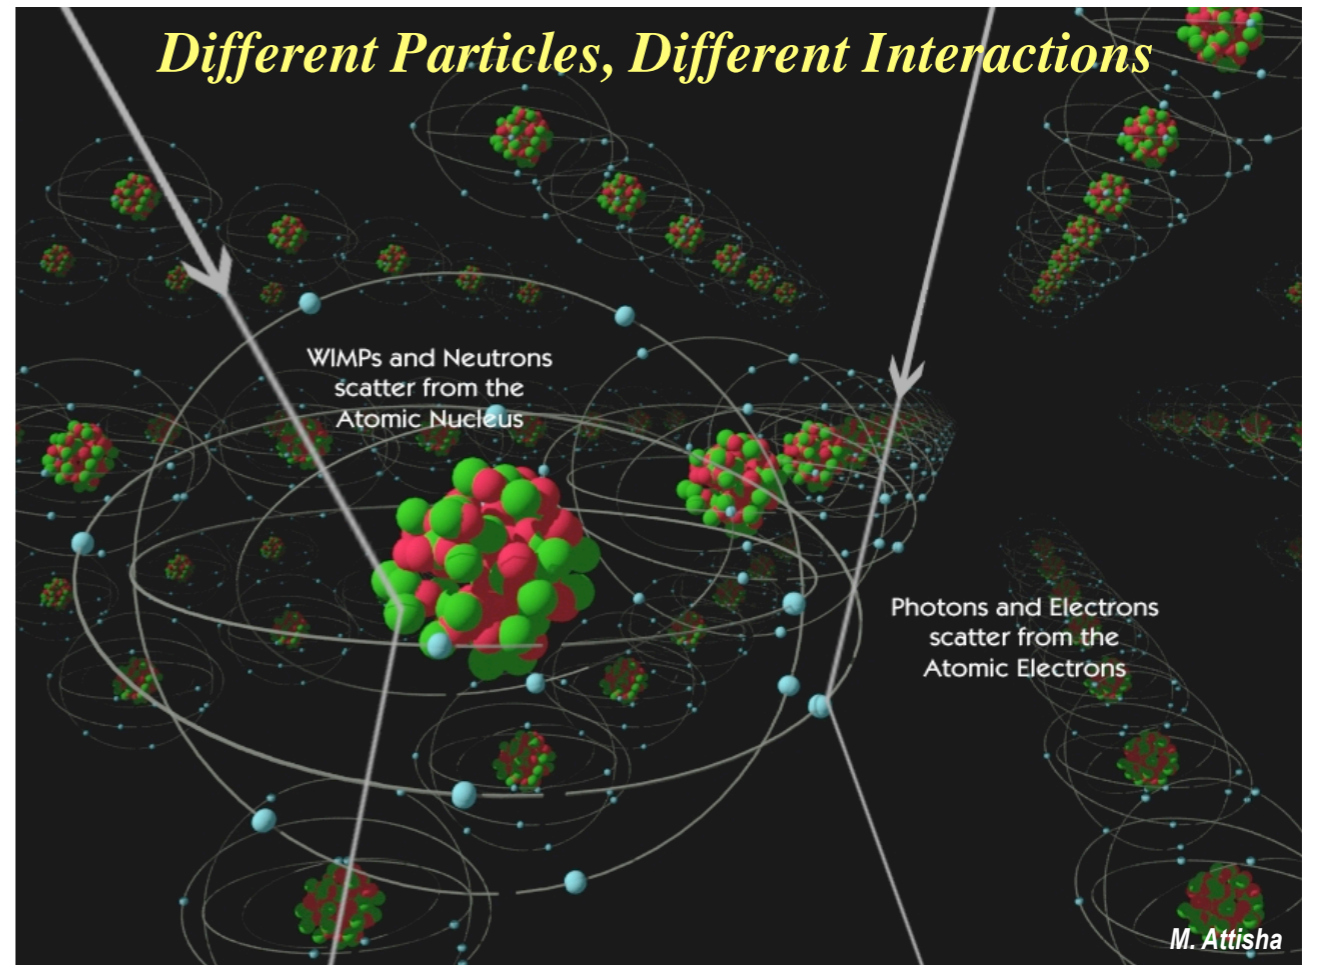 Different Particles, Different Interactions
WIMPs and Neutrons
scatter from the
Atomic Nucleus
Photons and Electrons
scatter from the
Atomic Electrons
M. Attisha